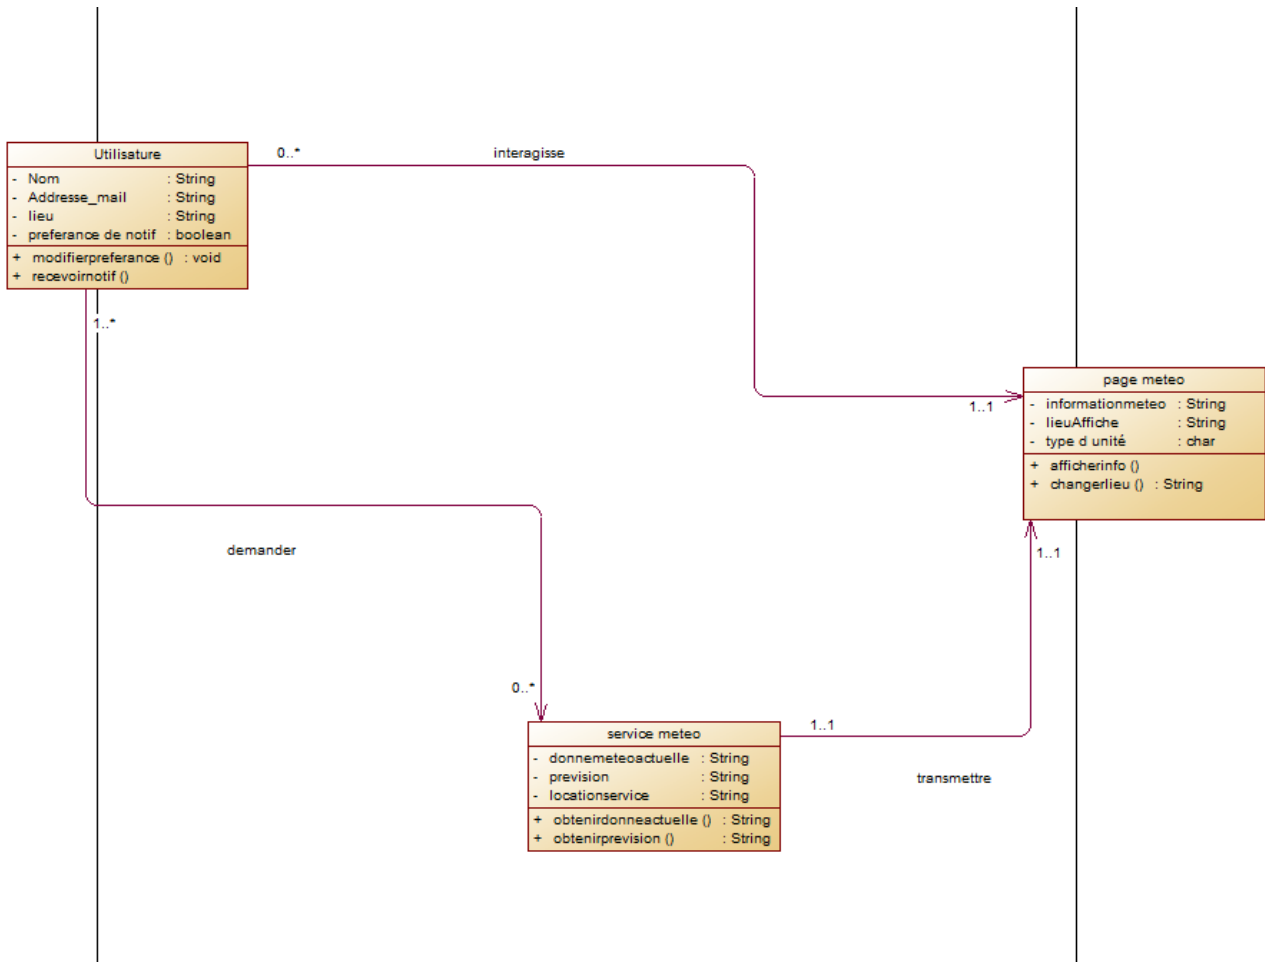 0..*
interagisse
Utilisature
- Nom : String
- Addresse_mail : String
- lieu : String
- preferance de notif : boolean
+ modifierpreferance () : void
+ recevoirnotif ()
1..*
1..1
page meteo
- informationmeteo : String
- lieuAffiche : String
- type d unité : char
+ afficherinfo ()
+ changerlieu () : String
1..1
demander
0..*
service meteo
- donnemeteoactuelle : String
- prevision : String
- locationservice : String
+ obtenirdonneactuelle () : String
+ obtenirprevision () : String
1..1
transmettre